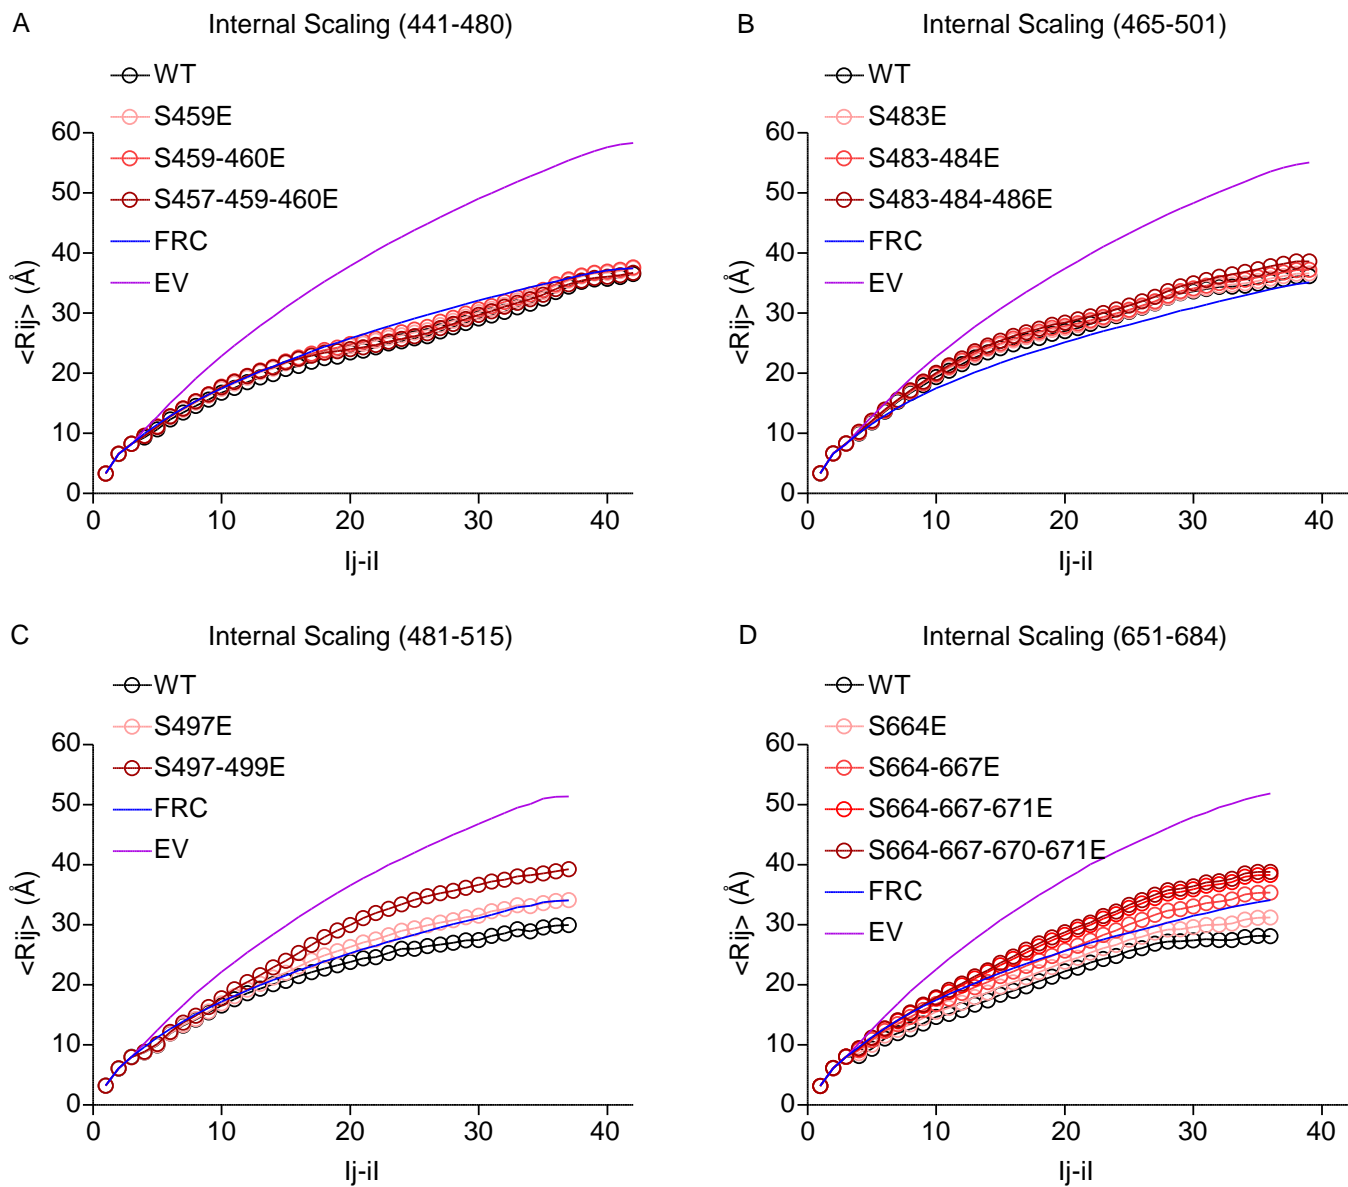 A
Internal Scaling (441-480)
WT
S459E
S459-460E
S457-459-460E
FRC
EV
<Rij> (Å)
60
50
40
30
20
10
0
0 10 20 30 40
Ij-iI
B
Internal Scaling (465-501)
WT
S483E
S483-484E
S483-484-486E
FRC
EV
<Rij> (Å)
60
50
40
30
20
10
0
0 10 20 30 40
Ij-iI
C
Internal Scaling (481-515)
WT
S497E
S497-499E
FRC
EV
<Rij> (Å)
60
50
40
30
20
10
0
0 10 20 30 40
Ij-iI
D
Internal Scaling (651-684)
WT
S664E
S664-667E
S664-667-671E
S664-667-670-671E
FRC
EV
<Rij> (Å)
60
50
40
30
20
10
0
0 10 20 30 40
Ij-iI